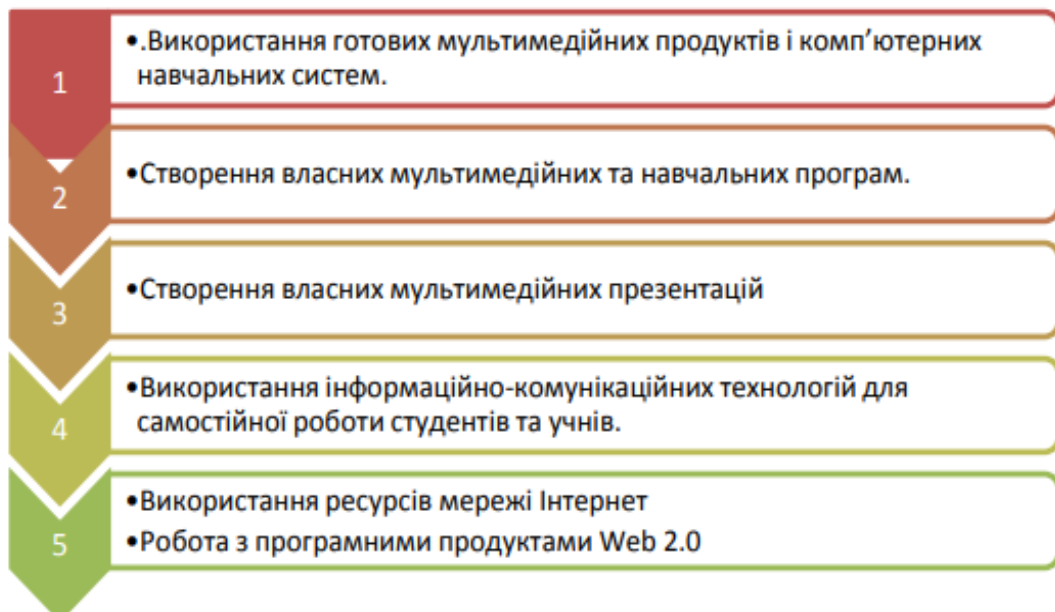 1
•.Використання готових мультимедійних продуктів і комп’ютерних
навчальних систем.
2
•Створення власних мультимедійних та навчальних програм.
3
•Створення власних мультимедійних презентацій
4
•Використання інформаційно-комунікаційних технологій для
самостійної роботи студентів та учнів.
5
•Використання ресурсів мережі Інтернет
•Робота з програмними продуктами Web 2.0